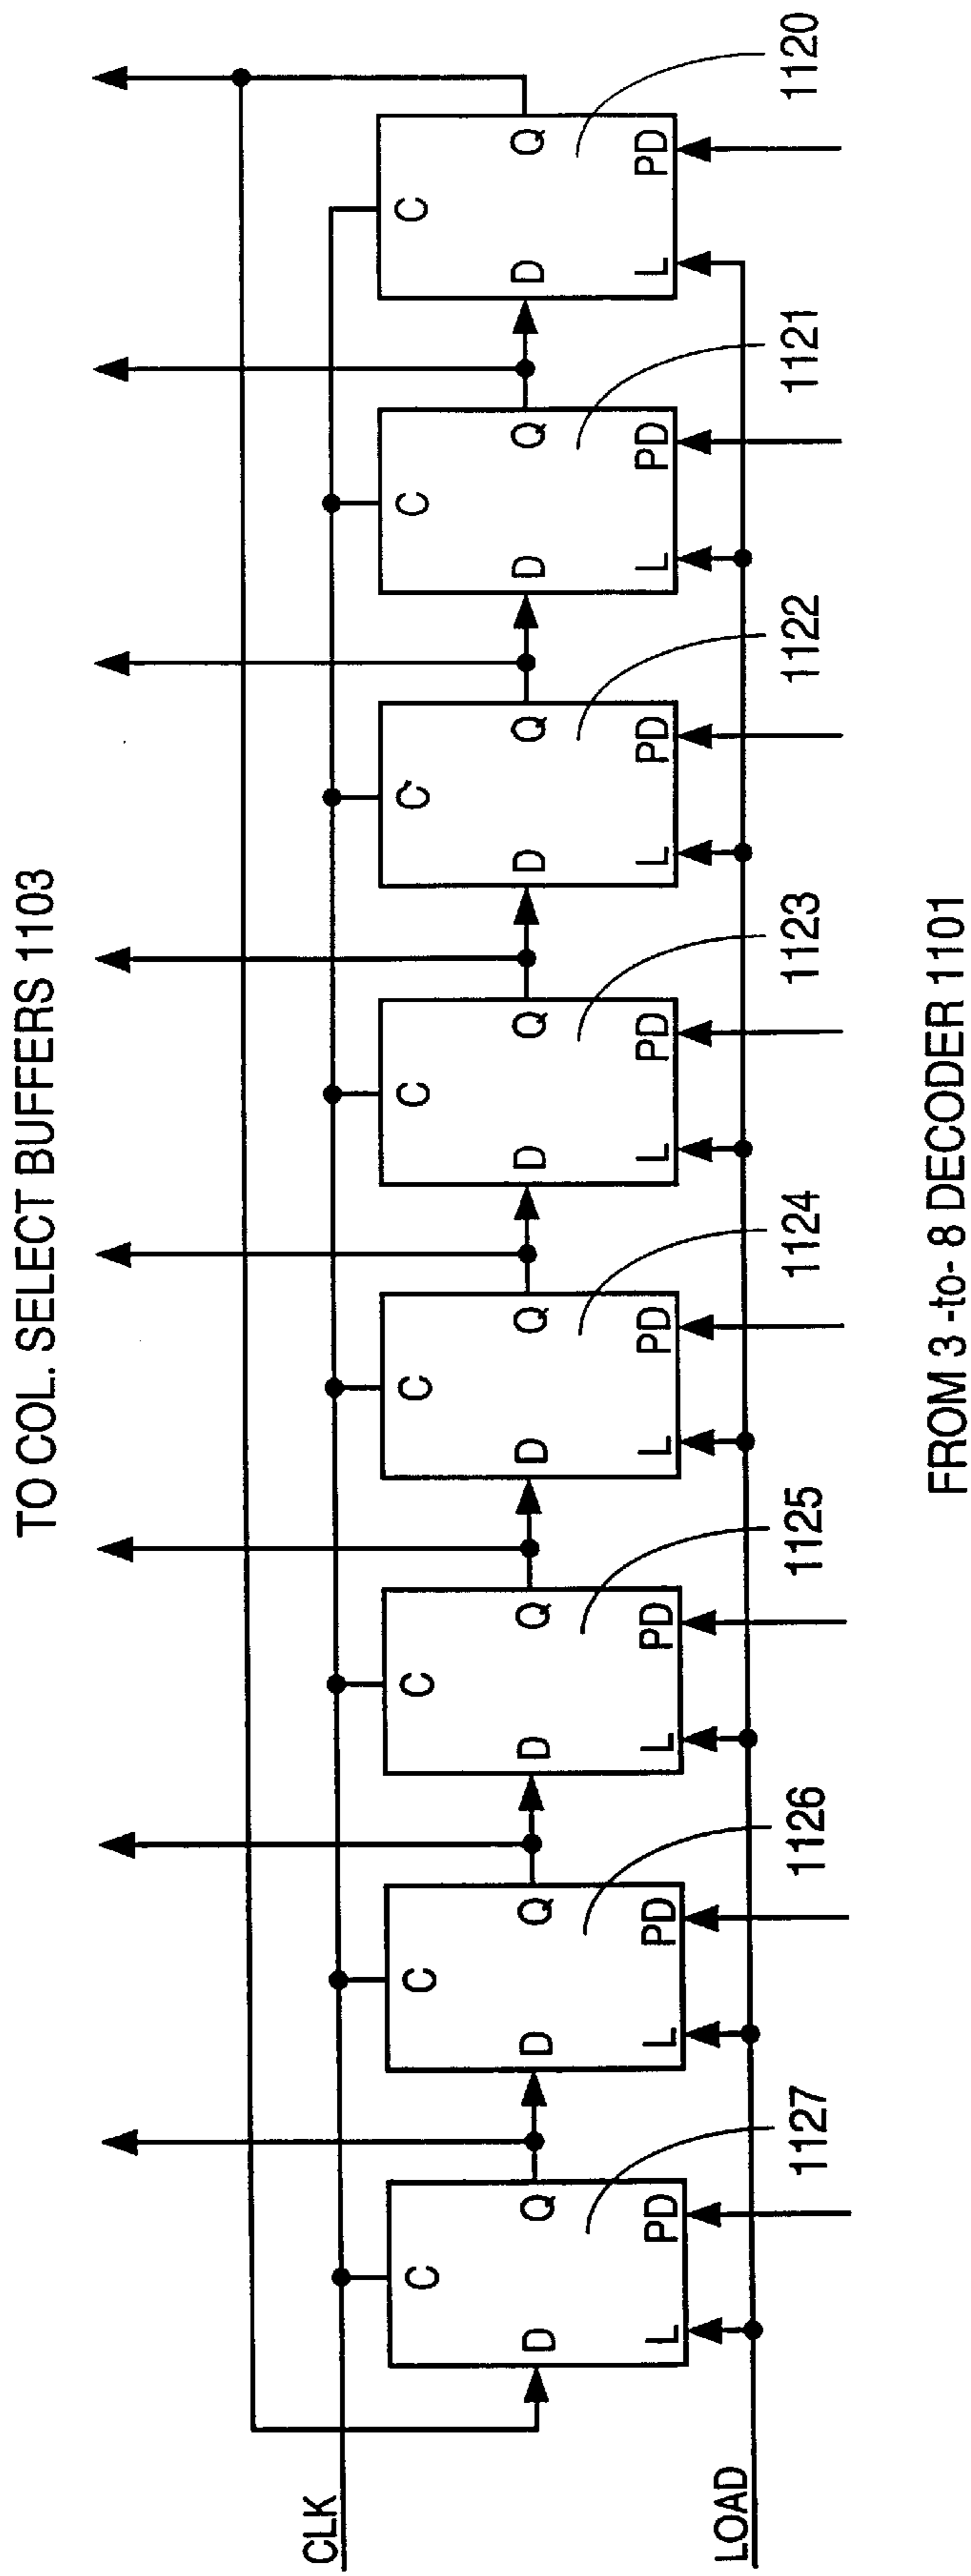 TO COL. SELECT BUFFERS 1103
CLK
C C C C C C C C
D Q D Q D Q D Q D Q D Q D Q D Q
L PD L PD L PD L PD L PD L PD L PD L PD
LOAD
1127 1126 1125 1124 1123 1122 1121 1120
FROM 3 -to- 8 DECODER 1101